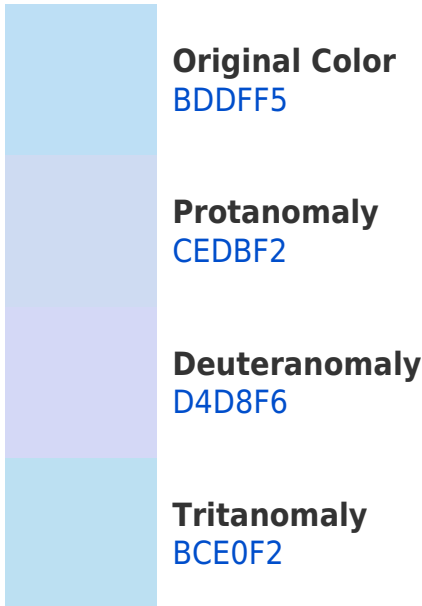 Original Color
BDDFF5
Protanomaly
CEDBF2
Deuteranomaly
D4D8F6
Tritanomaly
BCE0F2